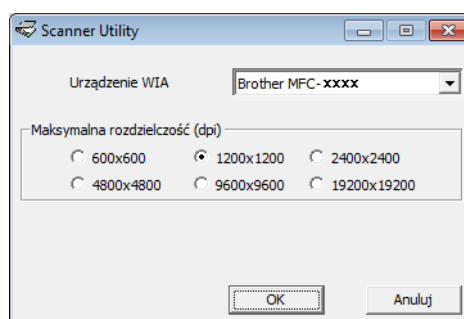 Scanner Utility
Urządzenie WIA
Brother MFC-xxxx
Maksymalna rozdzielczość (dpi)
600x600 1200x1200 2400x2400
4800x4800 9600x9600 19200x19200
OK Anuluj